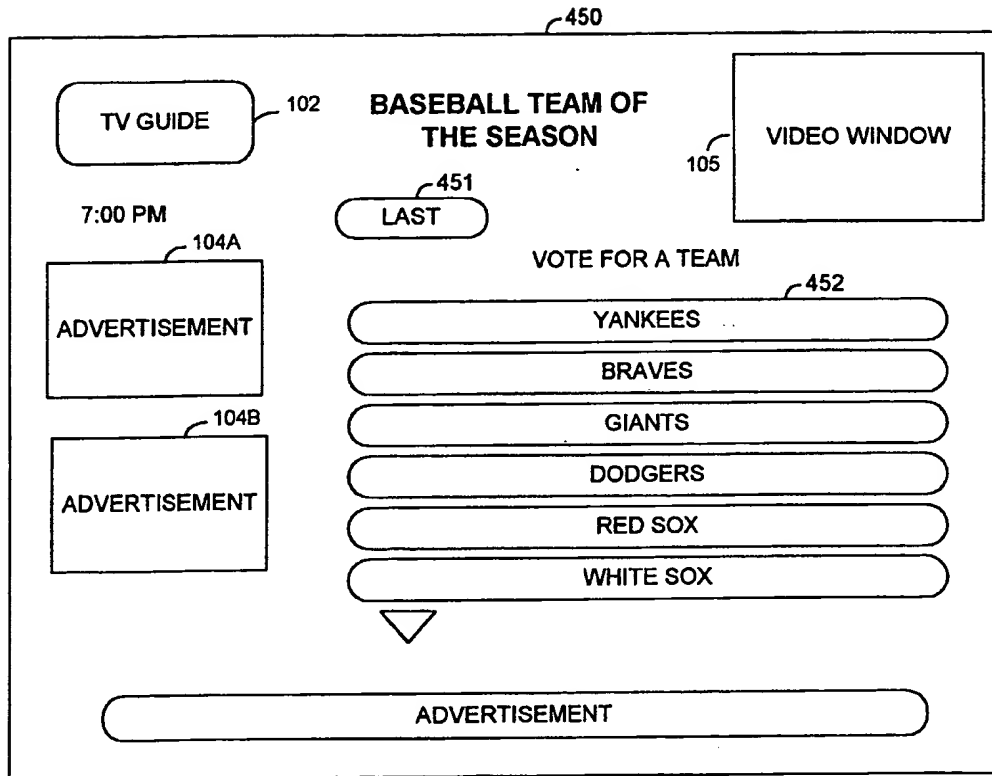 450
TV GUIDE
102
BASEBALL TEAM OF
THE SEASON
VIDEO WINDOW
105
451
LAST
7:00 PM
104A
ADVERTISEMENT
104B
ADVERTISEMENT
VOTE FOR A TEAM
452
YANKEES
BRAVES
GIANTS
DODGERS
RED SOX
WHITE SOX
ADVERTISEMENT